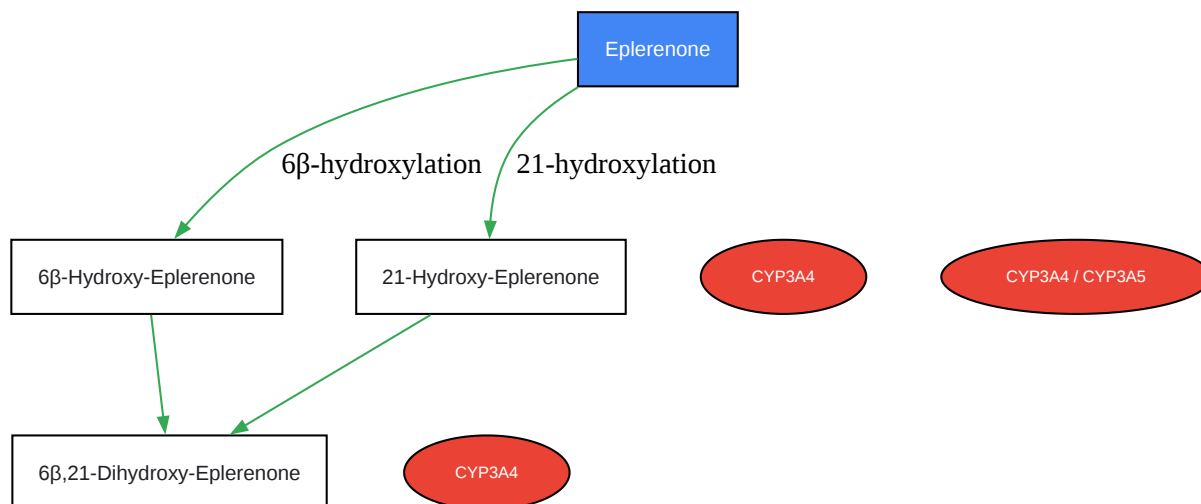 Eplerenone
6β-hydroxylation
21-hydroxylation
6β-Hydroxy-Eplerenone
21-Hydroxy-Eplerenone
CYP3A4
CYP3A4 / CYP3A5
6β,21-Dihydroxy-Eplerenone
CYP3A4